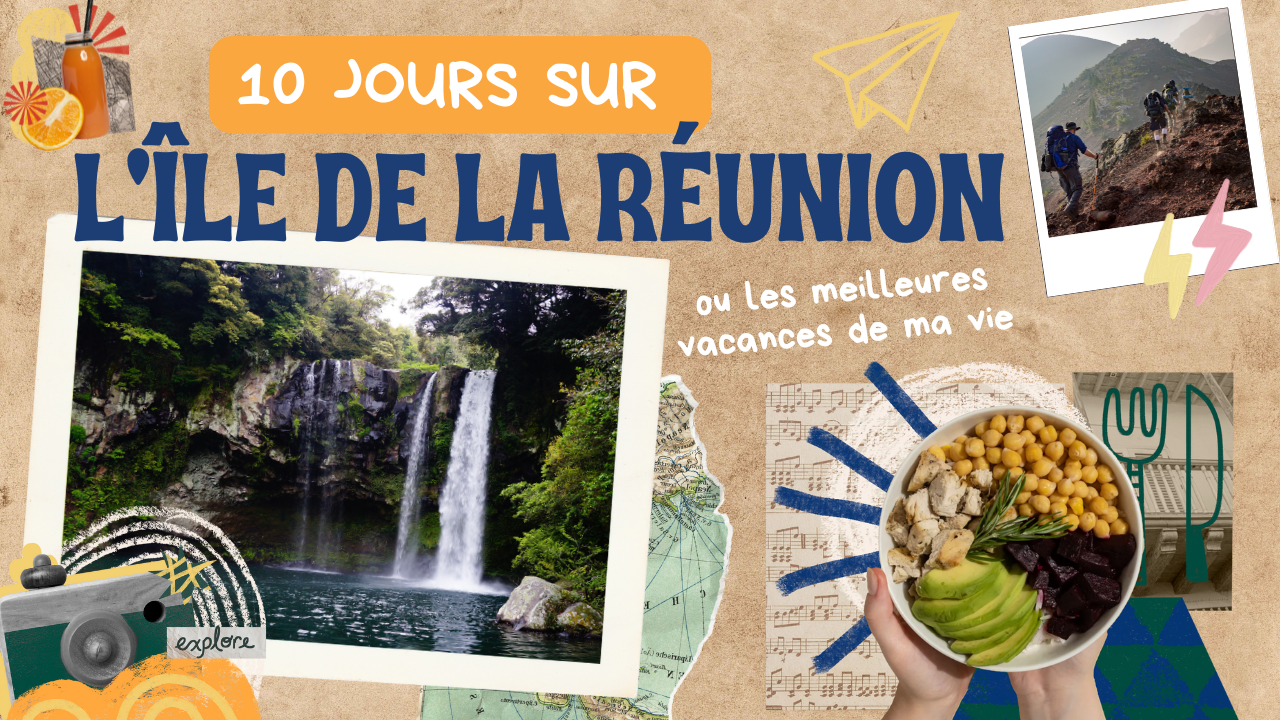 10 JOURS SUR
L'ÎLE DE LA RÉUNION
ou les meilleures
vacances de ma vie
explore